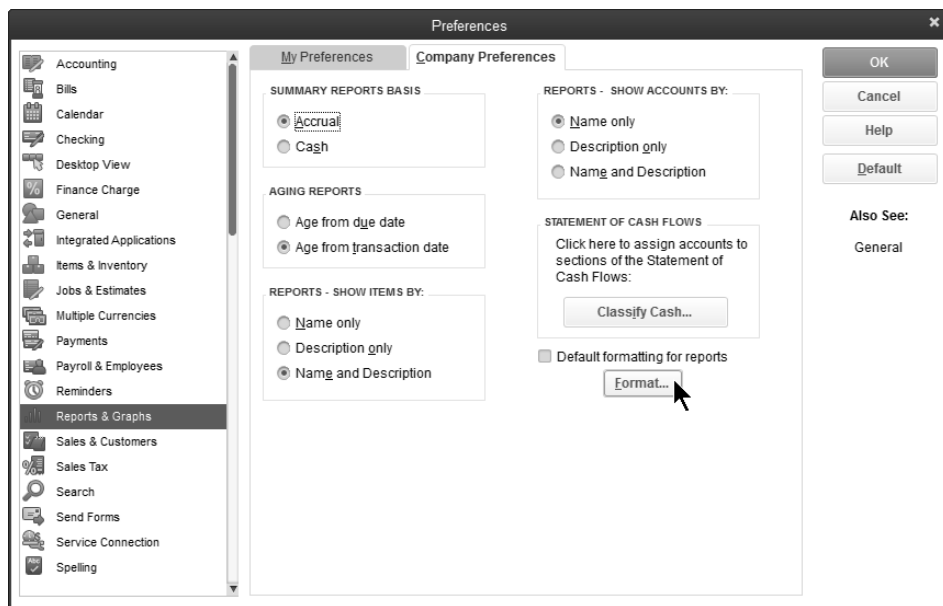 Preferences
Accounting
Bills
Calendar
Checking
Desktop View
Finance Charge
General
Integrated Applications
Items & Inventory
Jobs & Estimates
Multiple Currencies
Payments
Payroll & Employees
Reminders
Reports & Graphs
Sales & Customers
Sales Tax
Search
Send Forms
Service Connection
Spelling
My Preferences
Company Preferences
SUMMARY REPORTS BASIS
Accrual
Cash
AGING REPORTS
Age from due date
Age from transaction date
REPORTS - SHOW ITEMS BY:
Name only
Description only
Name and Description
REPORTS - SHOW ACCOUNTS BY:
Name only
Description only
Name and Description
STATEMENT OF CASH FLOWS
Click here to assign accounts to
sections of the Statement of
Cash Flows:
Classify Cash...
Default formatting for reports
Format...
OK
Cancel
Help
Default
Also See:
General